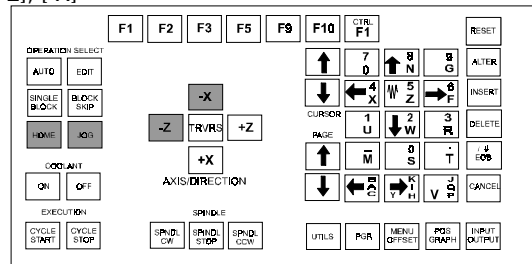 F1 F2 F3 F5 F9 F10 CTRL F1 RESET
OPERATION SELECT
AUTO EDIT
7 8 N 9 G ALTER
SINGLE BLOCK BLOCK SKIP
-X
4 X 5 Z 6 F INSERT
HOME JOG
-Z TRVRS +Z
CURSOR
1 U 2 W 3 R DELETE
PAGE
COOLANT
+X
- M 0 S . T / # EOB
ON OFF
AXIS/DIRECTION
CANCEL
EXECUTION
SPINDLE
CYCLE START CYCLE STOP
SPNDL CW SPNDL STOP SPNDL CCW
UTILS PGR MENU OFFSET POS GRAPH INPUT OUTPUT